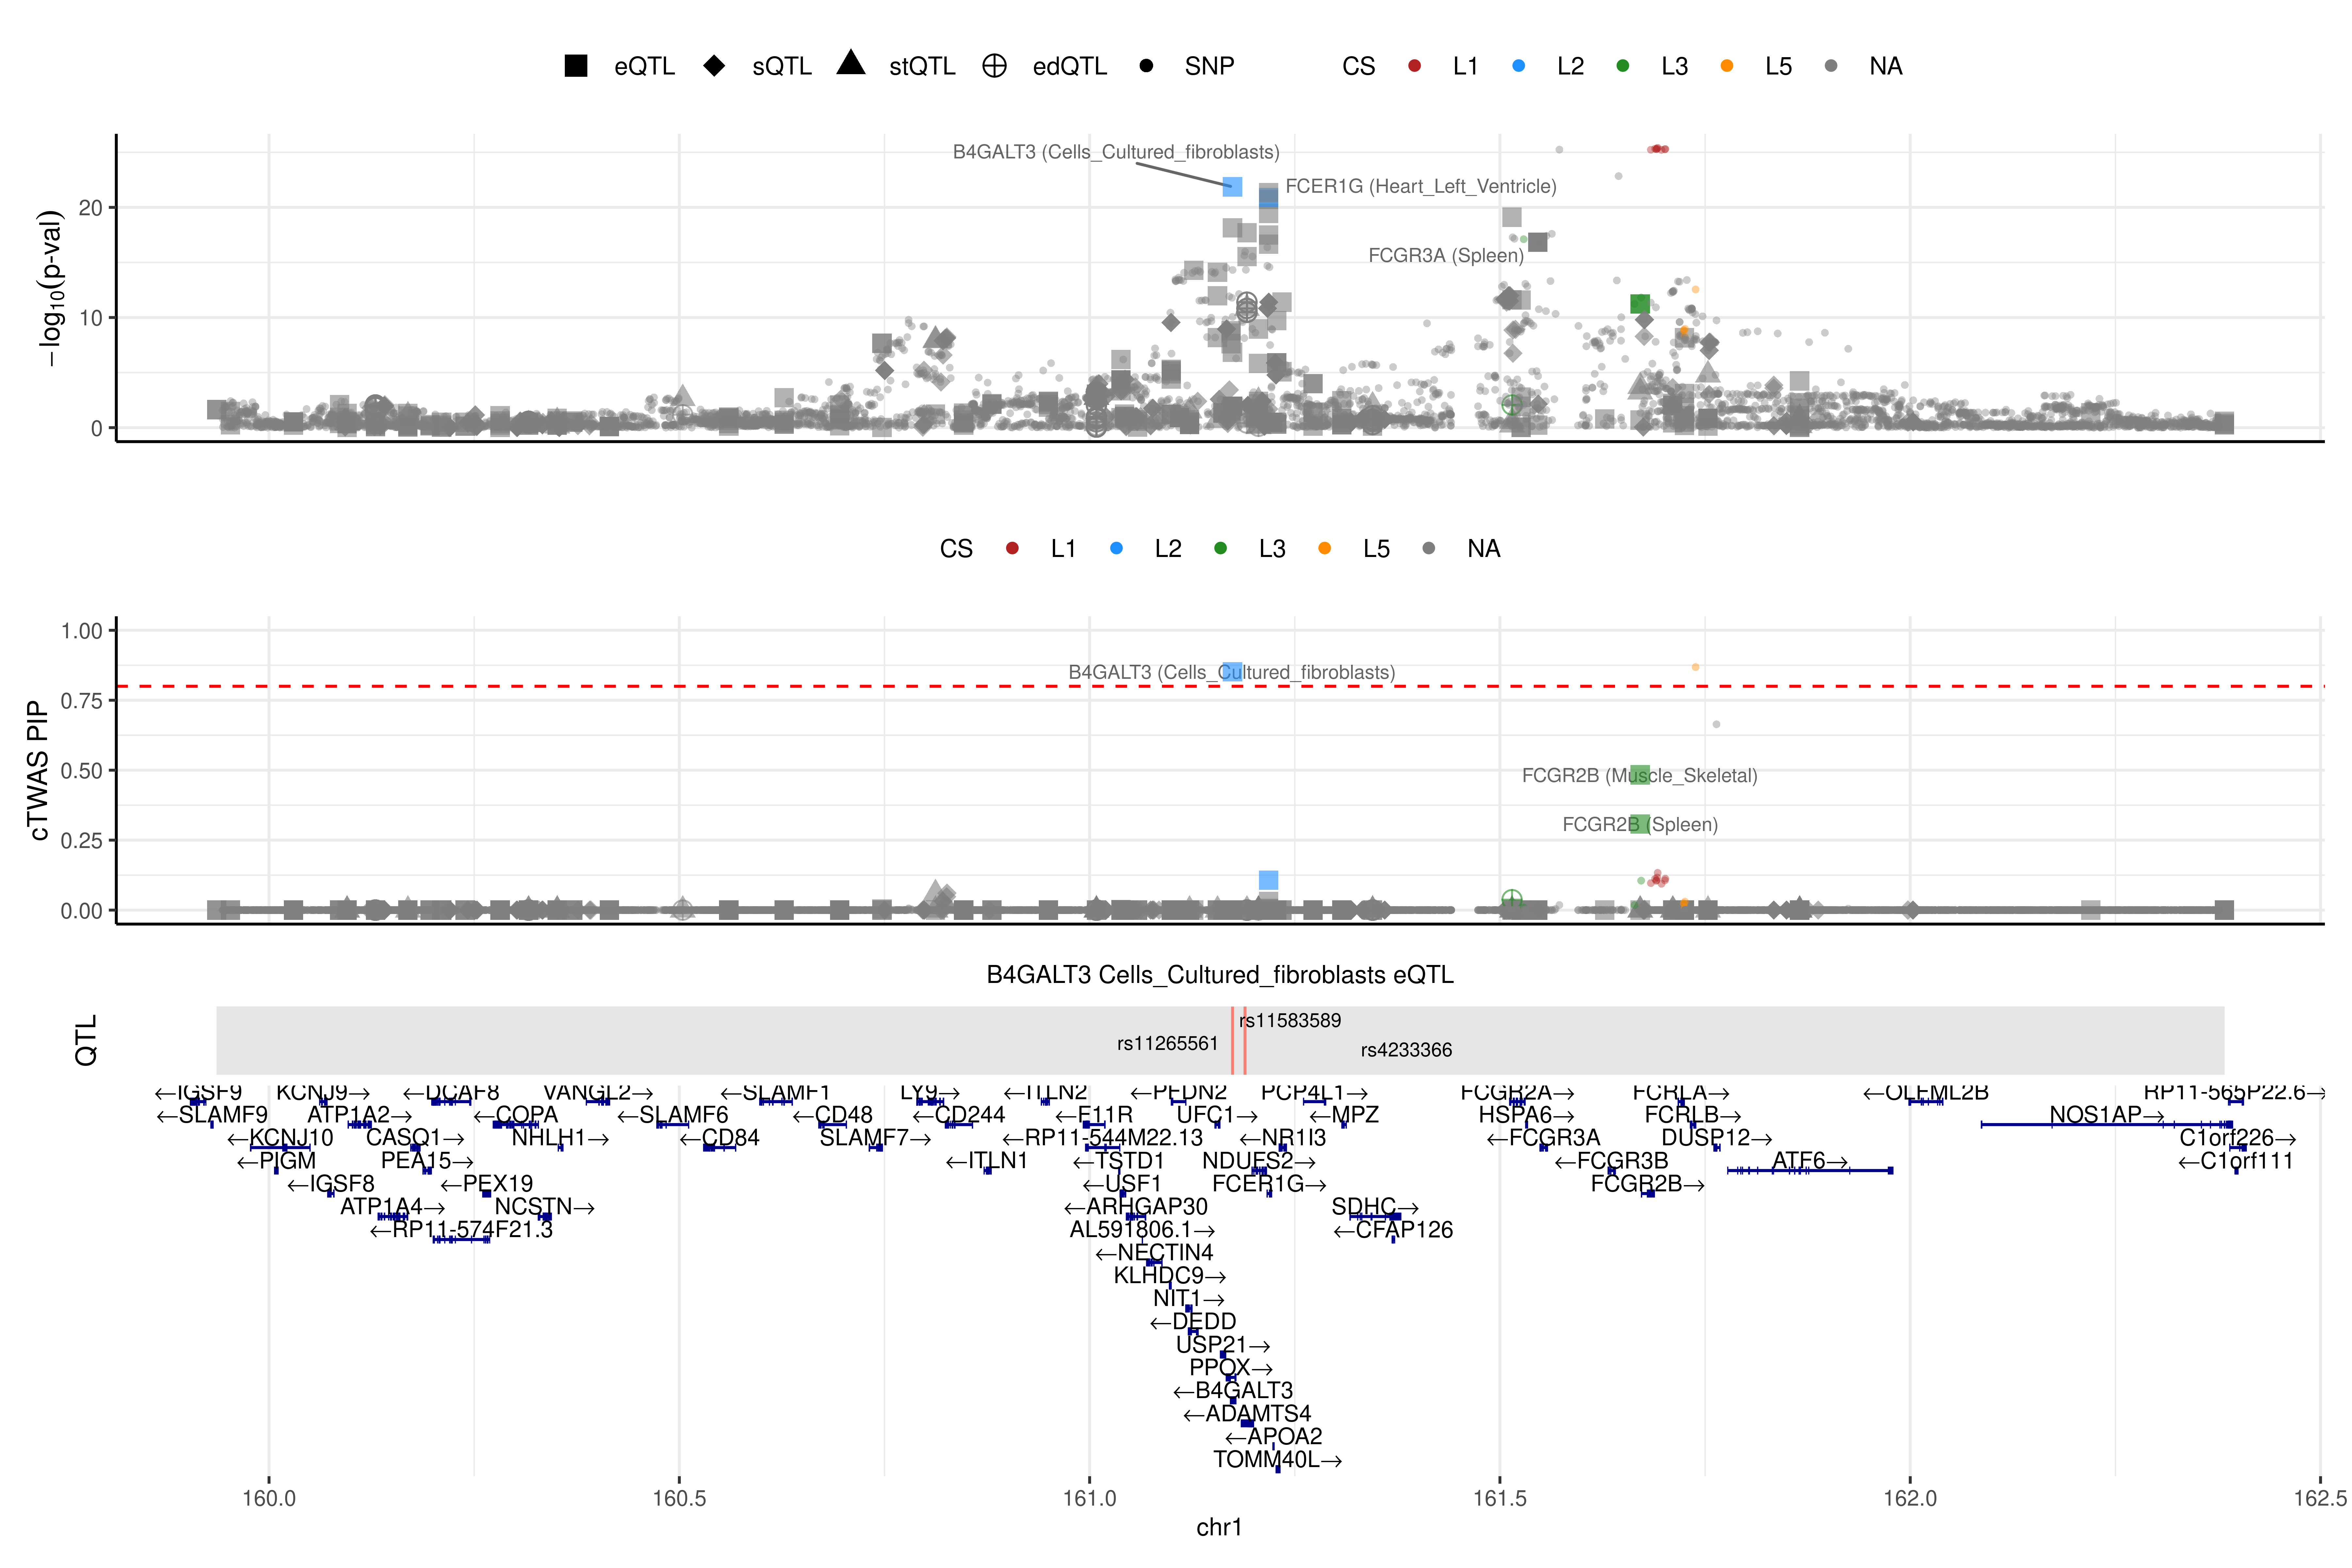 eQTL sQTL stQTL edQTL SNP CS L1 L2 L3 L5 NA
−log10(p-val)
20
10
0
B4GALT3 (Cells_Cultured_fibroblasts)
FCER1G (Heart_Left_Ventricle)
FCGR3A (Spleen)
CS L1 L2 L3 L5 NA
cTWAS PIP
1.00
0.75
0.50
0.25
0.00
B4GALT3 (Cells_Cultured_fibroblasts)
FCGR2B (Muscle_Skeletal)
FCGR2B (Spleen)
B4GALT3 Cells_Cultured_fibroblasts eQTL
QTL
rs11583589
rs11265561
rs4233366
←IGSF9 KCNJ9→ ←DCAF8 VANGL2→ ←SLAMF1 LY9→ ←ITLN2 ←PFDN2 PCP4L1→ FCGR2A→ FCRLA→ ←OLFML2B RP11-565P22.6→
←SLAMF9 ATP1A2→ ←COPA ←SLAMF6 ←CD48 ←CD244 ←F11R UFC1→ ←MPZ HSPA6→ FCRLB→ NOS1AP→
←KCNJ10 CASQ1→ NHLH1→ ←CD84 SLAMF7→ ←RP11-544M22.13 ←NR1I3 ←FCGR3A DUSP12→ C1orf226→
←PIGM PEA15→ ←ITLN1 ←TSTD1 NDUFS2→ ←FCGR3B ATF6→ ←C1orf111
←IGSF8 ←PEX19 ←USF1 FCER1G→ FCGR2B→
ATP1A4→ NCSTN→ ←ARHGAP30 SDHC→
←RP11-574F21.3 AL591806.1→ ←CFAP126
←NECTIN4
KLHDC9→
NIT1→
←DEDD
USP21→
PPOX→
←B4GALT3
←ADAMTS4
←APOA2
TOMM40L→
160.0 160.5 161.0 161.5 162.0 162.5
chr1